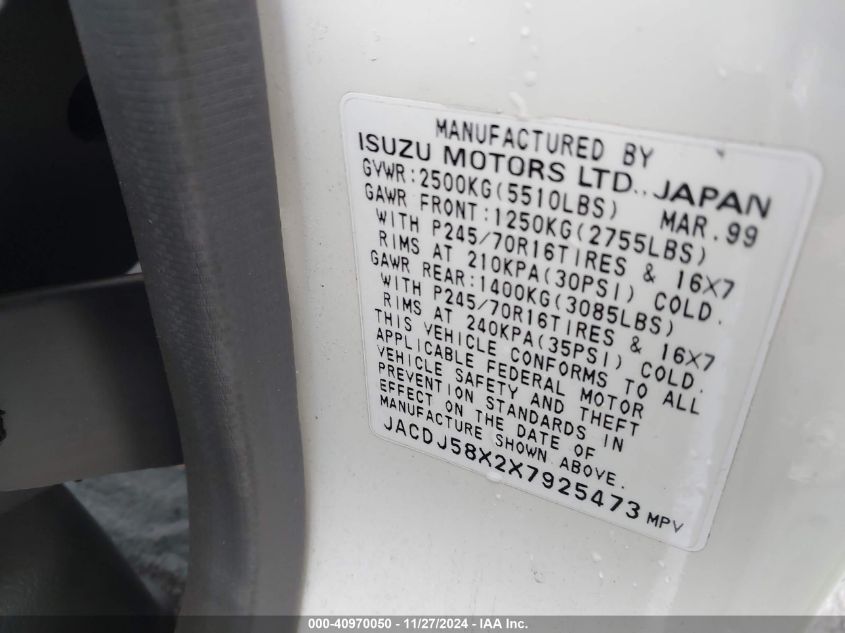 MANUFACTURED BY
ISUZU MOTORS LTD., JAPAN
GVWR:2500KG(5510LBS) MAR.99
GAWR FRONT:1250KG(2755LBS)
WITH P245/70R16TIRES & 16X7
RIMS AT 210KPA(30PSI) COLD.
GAWR REAR:1400KG(3085LBS)
WITH P245/70R16TIRES & 16X7
RIMS AT 240KPA(35PSI) COLD.
THIS VEHICLE CONFORMS TO ALL
APPLICABLE FEDERAL MOTOR
VEHICLE SAFETY AND THEFT
PREVENTION STANDARDS IN
EFFECT ON THE DATE OF
MANUFACTURE SHOWN ABOVE.
JACDJ58X2X7925473 MPV
000-40970050 - 11/27/2024 - IAA Inc.